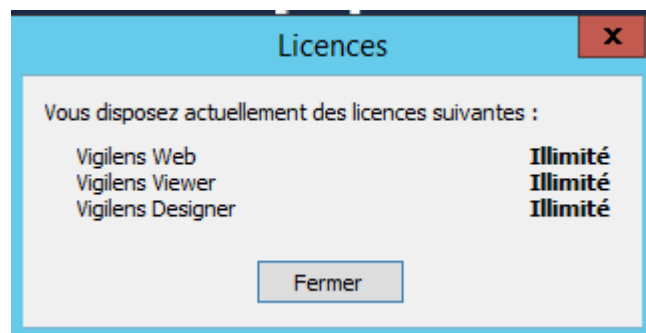 Licences
x
Vous disposez actuellement des licences suivantes :
Vigilens Web Illimité
Vigilens Viewer Illimité
Vigilens Designer Illimité
Fermer